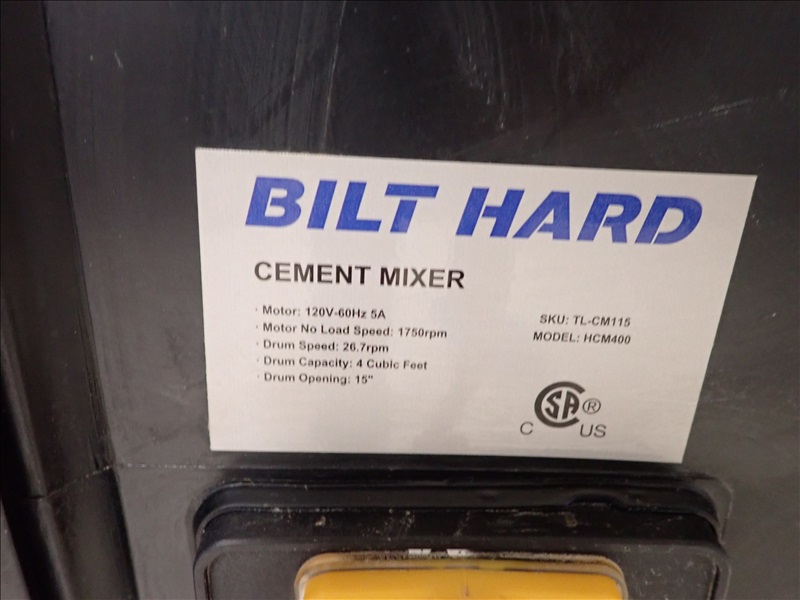 BILT HARD
CEMENT MIXER
· Motor: 120V-60Hz 5A
· Motor No Load Speed: 1750rpm
· Drum Speed: 26.7rpm
· Drum Capacity: 4 Cubic Feet
· Drum Opening: 15"
SKU: TL-CM115
MODEL: HCM400
CSA ®
C US